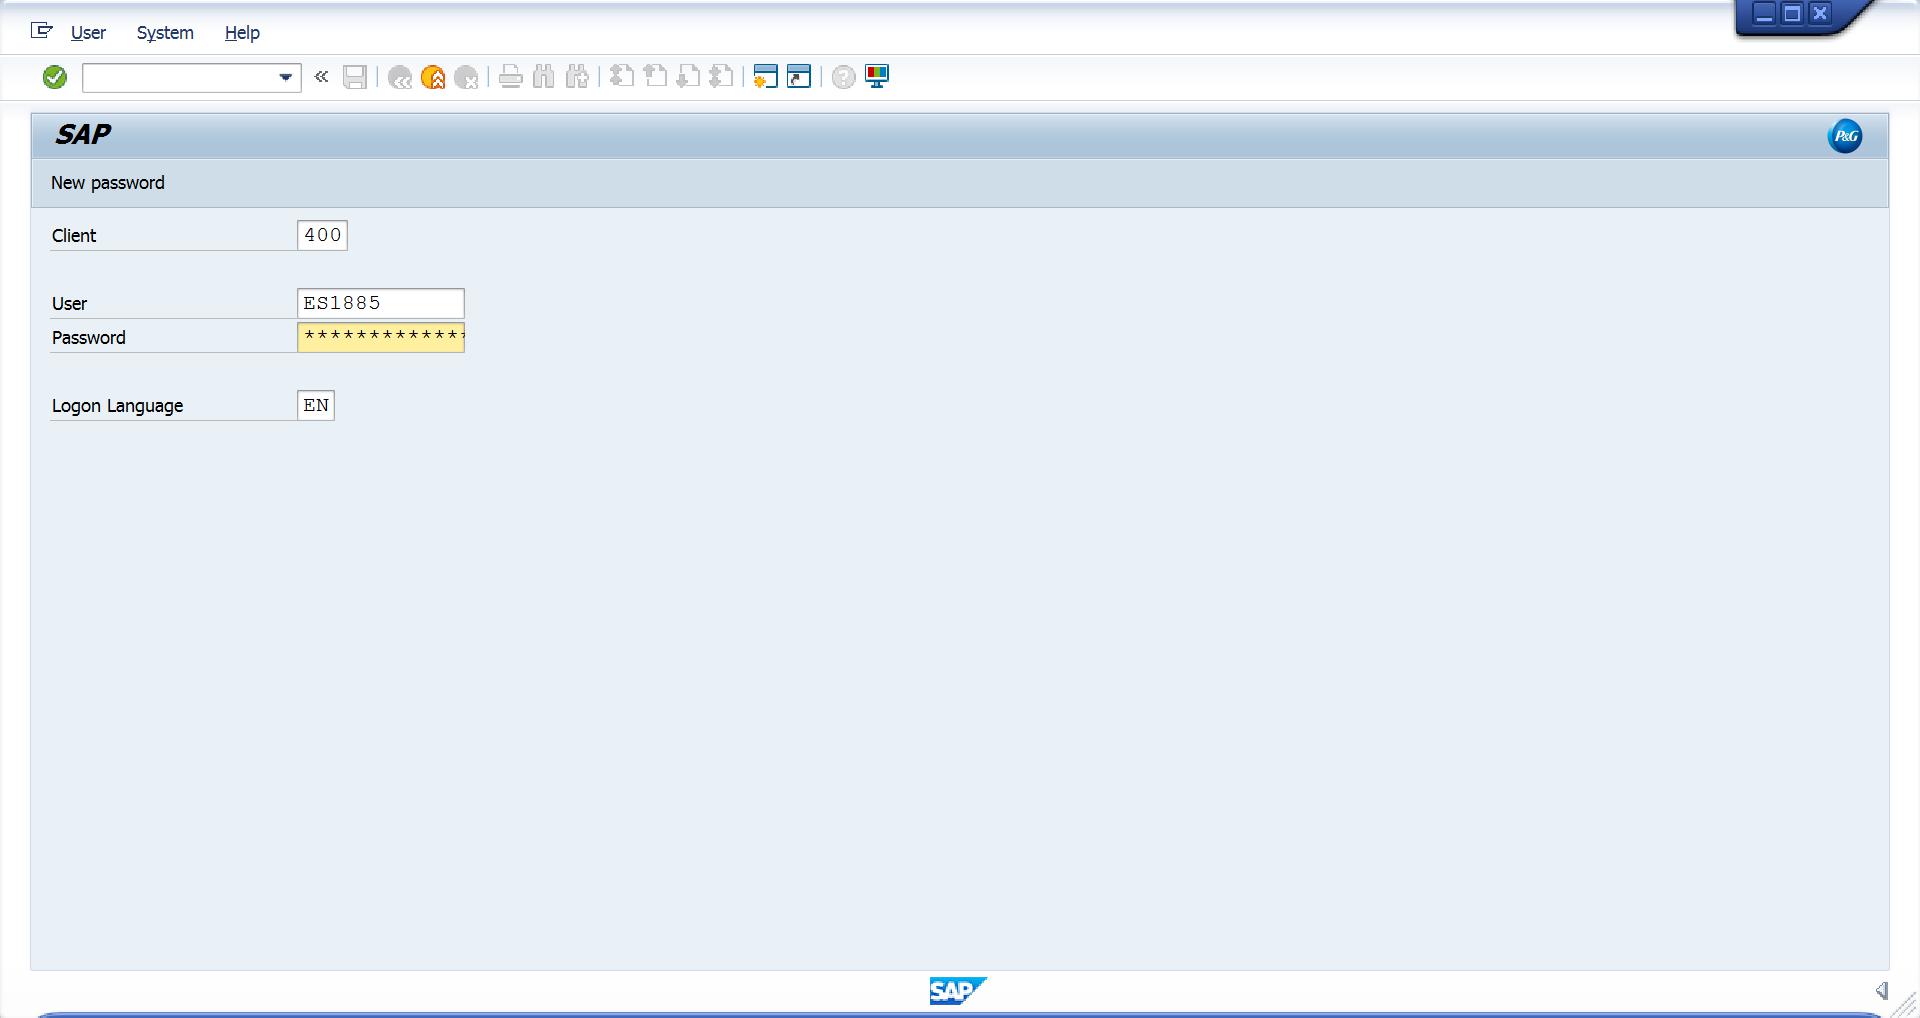 User System Help
SAP
P&G
New password
Client 400
User ES1885
Password *************
Logon Language EN
SAP